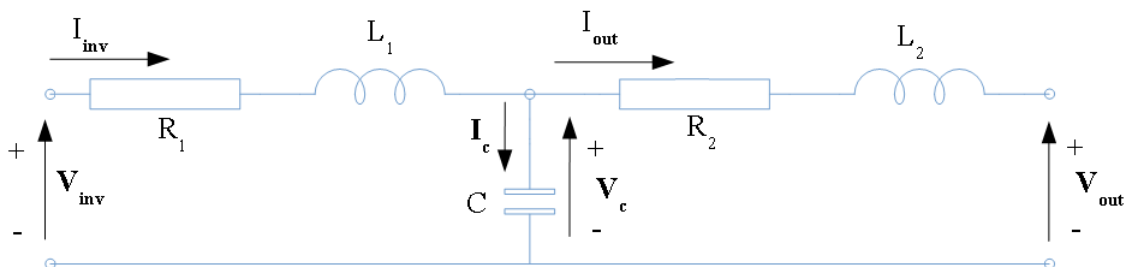 I_inv
L_1
I_out
L_2
R_1
I_c
R_2
+
V_inv
-
C
+
V_c
-
+
V_out
-